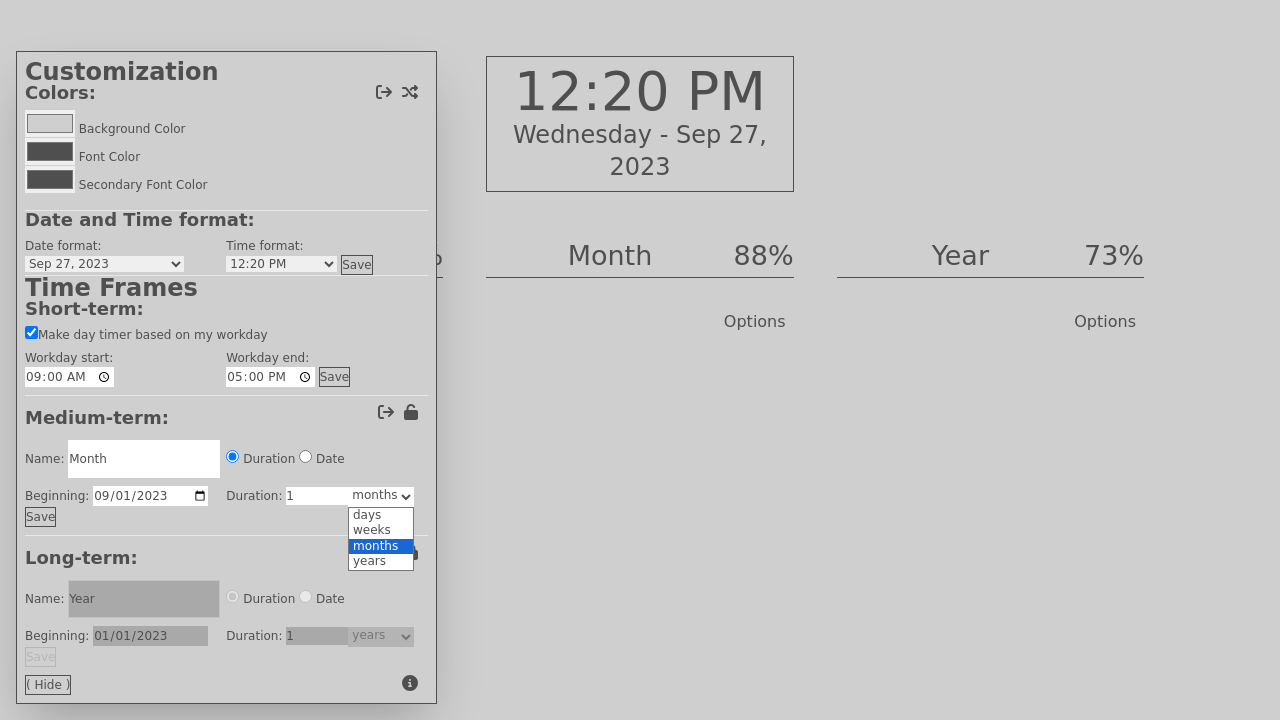 Customization
Colors:
Background Color
Font Color
Secondary Font Color
Date and Time format:
Date format:
Time format:
Sep 27, 2023
12:20 PM
Save
Time Frames
Short-term:
Make day timer based on my workday
Workday start:
Workday end:
09:00 AM
05:00 PM
Save
Medium-term:
Name: Month
Duration
Date
Beginning: 09/01/2023
Duration: 1
months
Save
days
weeks
months
years
Long-term:
Name: Year
Duration
Date
Beginning: 01/01/2023
Duration: 1
years
Save
( Hide )
12:20 PM
Wednesday - Sep 27,
2023
Month 88%
Options
Year 73%
Options